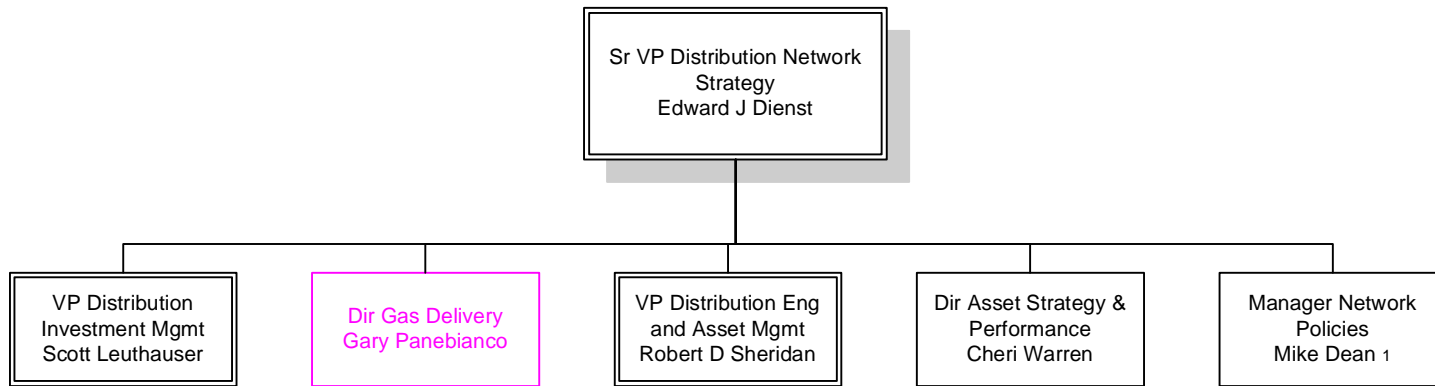 Sr VP Distribution Network
Strategy
Edward J Dienst
VP Distribution
Investment Mgmt
Scott Leuthauser
Dir Gas Delivery
Gary Panebianco
VP Distribution Eng
and Asset Mgmt
Robert D Sheridan
Dir Asset Strategy &
Performance
Cheri Warren
Manager Network
Policies
Mike Dean 1